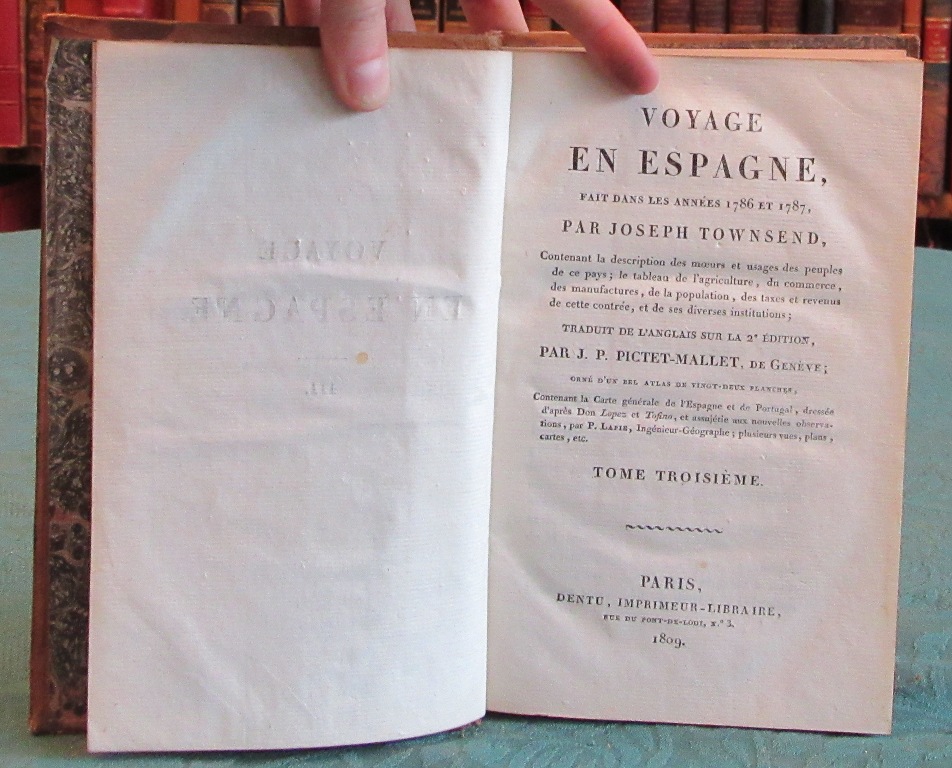 VOYAGE
EN ESPAGNE
III.
VOYAGE
EN ESPAGNE,
FAIT DANS LES ANNÉES 1786 ET 1787,
PAR JOSEPH TOWNSEND,
Contenant la description des mœurs et usages des peuples
de ce pays; le tableau de l'agriculture, du commerce,
des manufactures, de la population, des taxes et revenus
de cette contrée, et de ses diverses institutions;
TRADUIT DE L'ANGLAIS SUR LA 2e ÉDITION,
PAR J. P. PICTET-MALLET, DE GENÈVE;
ORNÉ D'UN BEL ATLAS DE VINGT-DEUX PLANCHES,
Contenant la Carte générale de l'Espagne et de Portugal, dressée
d'après Don Lopez et Tofino, et assujétie aux nouvelles observa-
tions, par P. LAPIE, Ingénieur-Géographe; plusieurs vues, plans,
cartes, etc.
TOME TROISIÈME.
PARIS,
DENTU, IMPRIMEUR-LIBRAIRE,
RUE DU PONT-DE-LODI, N.º 3.
1809.